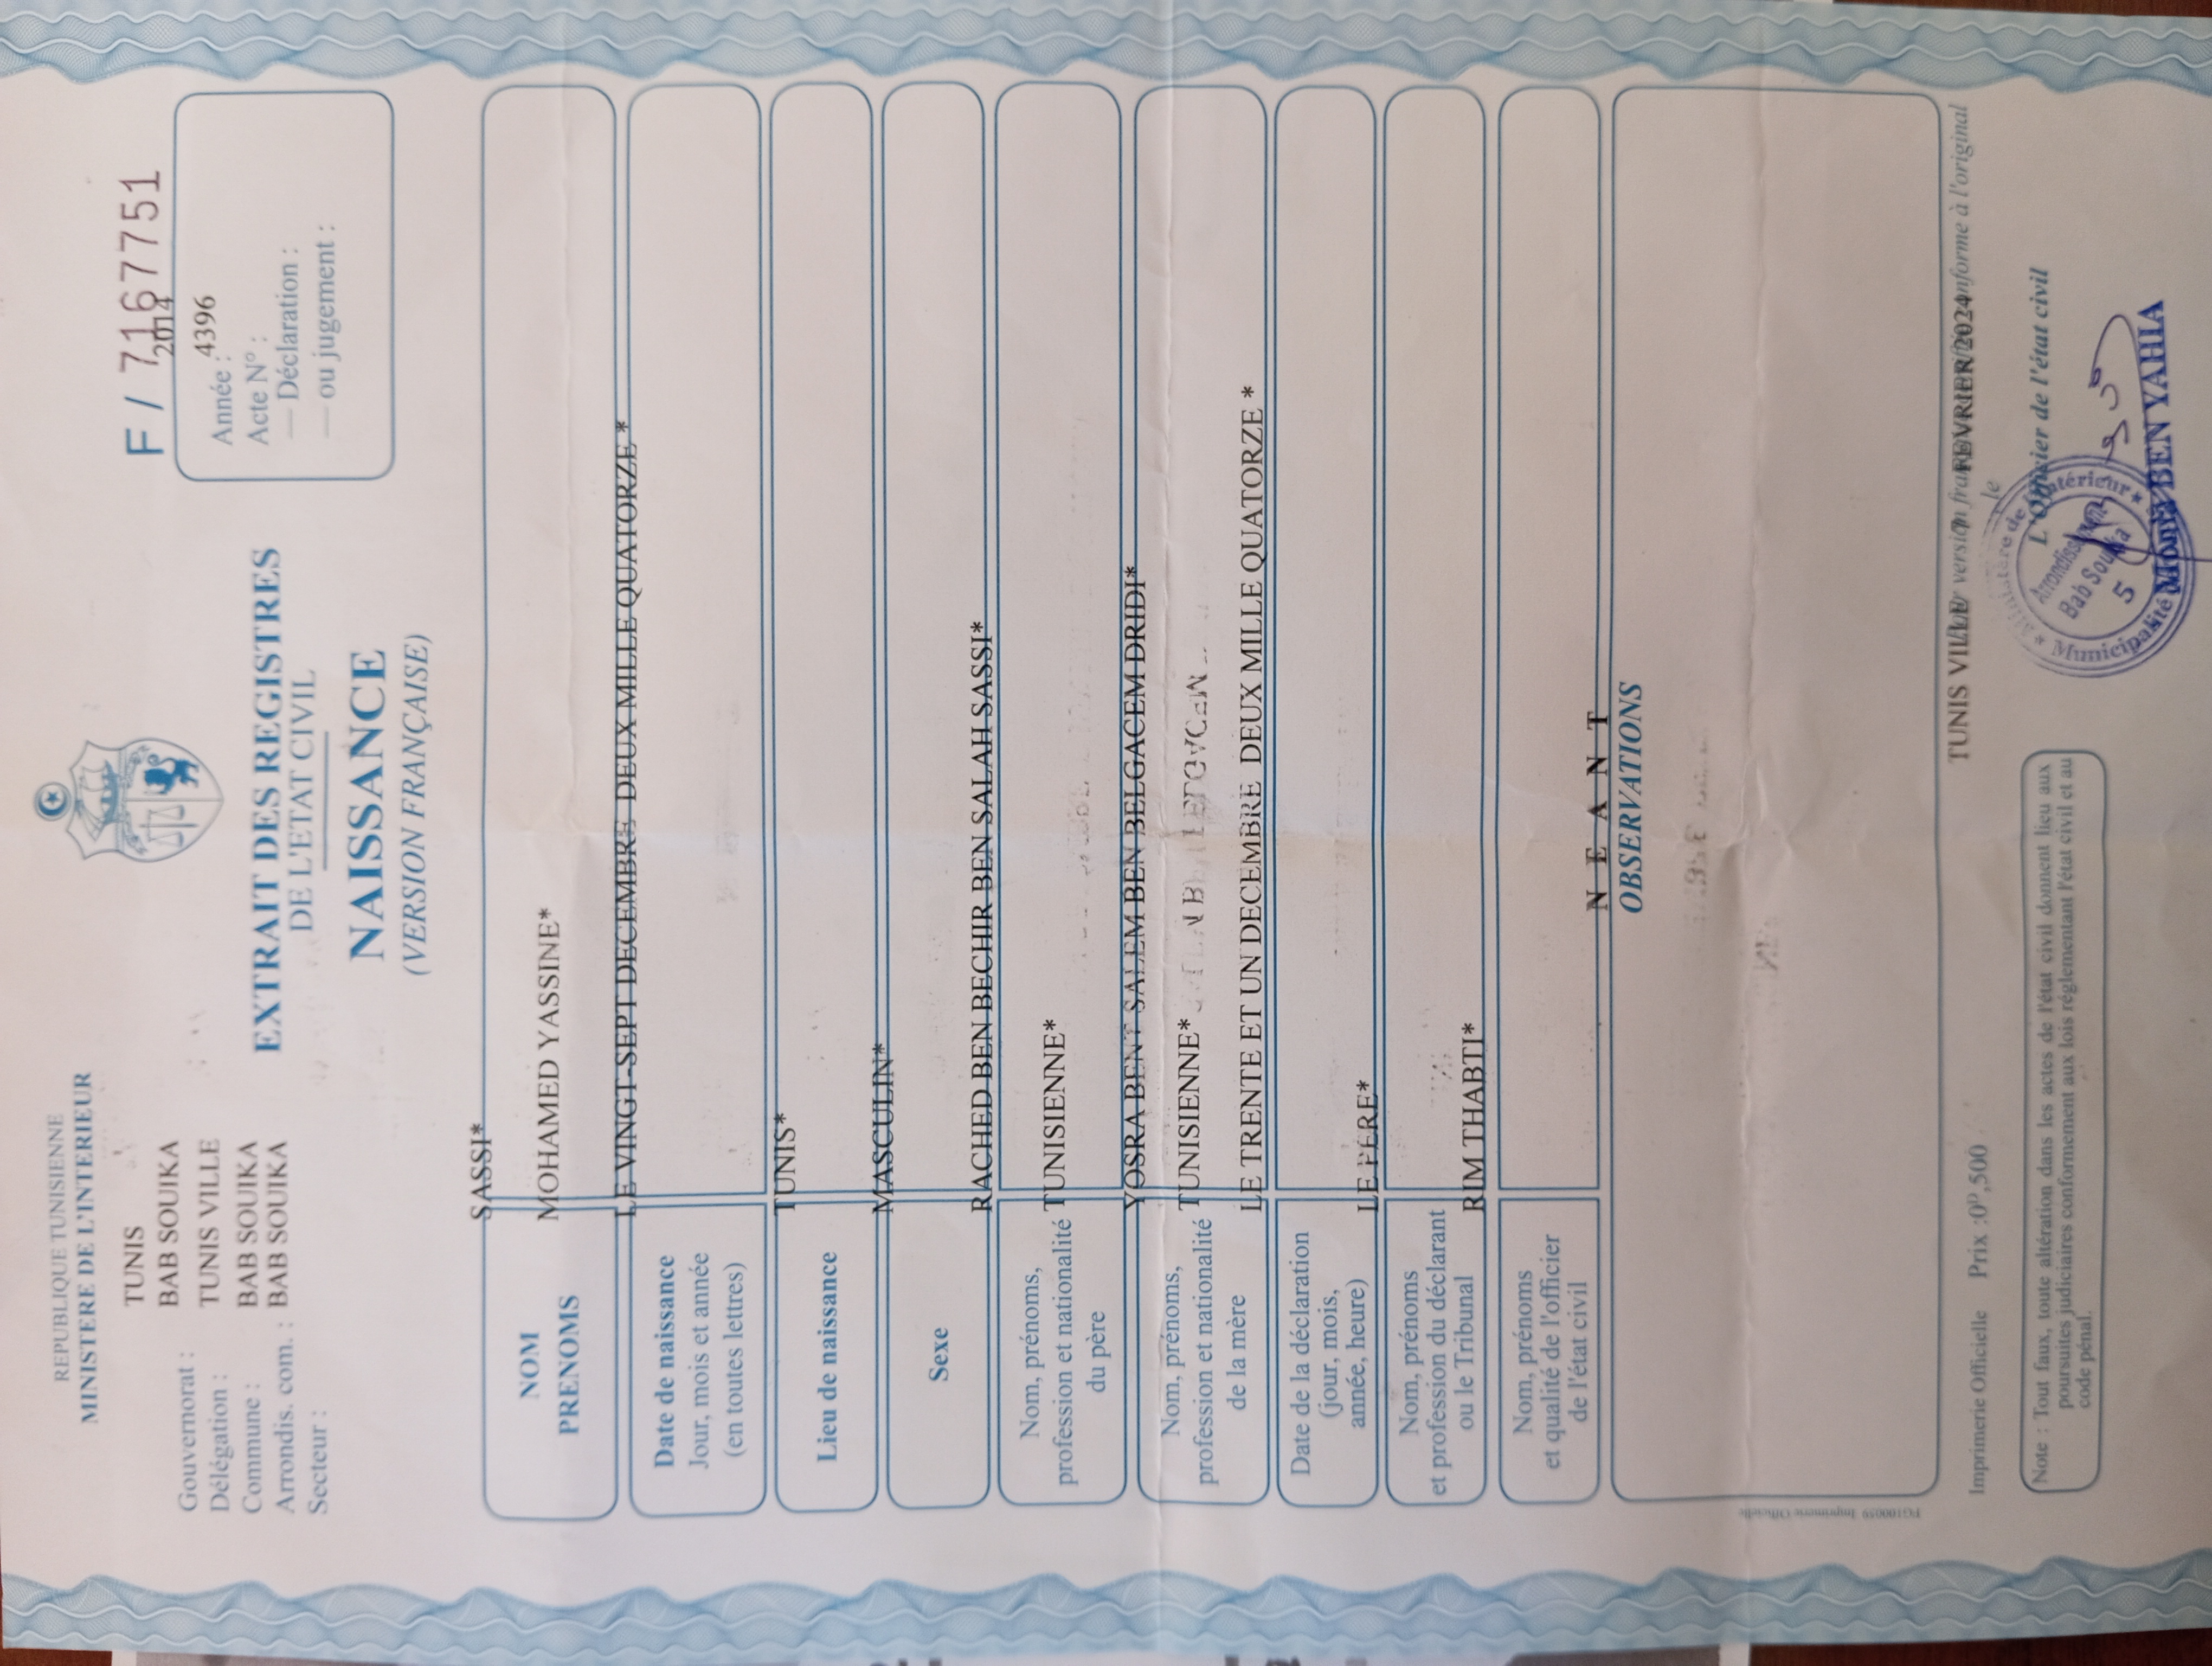 REPUBLIQUE TUNISIENNE
MINISTERE DE L'INTERIEUR
F / 7167751
TUNIS
BAB SOUIKA
TUNIS VILLE
BAB SOUIKA
BAB SOUIKA
Gouvernorat :
Délégation :
Commune :
Arrondis. com. :
Secteur :
2014
Année : 4396
Acte N° :
— Déclaration :
— ou jugement :
EXTRAIT DES REGISTRES
DE L'ETAT CIVIL
NAISSANCE
(VERSION FRANÇAISE)
SASSI*
NOM
PRENOMS
MOHAMED YASSINE*
LE VINGT-SEPT DECEMBRE DEUX MILLE QUATORZE *
Date de naissance
Jour, mois et année
(en toutes lettres)
TUNIS*
Lieu de naissance
MASCULIN*
Sexe
RACHED BEN BECHIR BEN SALAH SASSI*
Nom, prénoms,
profession et nationalité
du père
TUNISIENNE*
YOSRA BENT SALEM BEN BELGACEM DRIDI*
Nom, prénoms,
profession et nationalité
de la mère
TUNISIENNE*
LE TRENTE ET UN DECEMBRE DEUX MILLE QUATORZE *
Date de la déclaration
(jour, mois,
année, heure)
LE PERE*
Nom, prénoms
et profession du déclarant
ou le Tribunal
RIM THABTI*
Nom, prénoms
et qualité de l'officier
de l'état civil
N E A N T
OBSERVATIONS
TUNIS VILLE version conforme à l'original
FEVRIER 2024
le
L'Officier de l'état civil
Arrondissement
Bab Souika
5
Municipalité
Monia BEN YAHIA
Imprimerie Officielle Prix :0ᴰ,500
Note : Tout faux, toute altération dans les actes de l'état civil donnent lieu aux
poursuites judiciaires conformement aux lois réglementant l'état civil et au
code pénal.
FG100059 Imprimerie Officielle